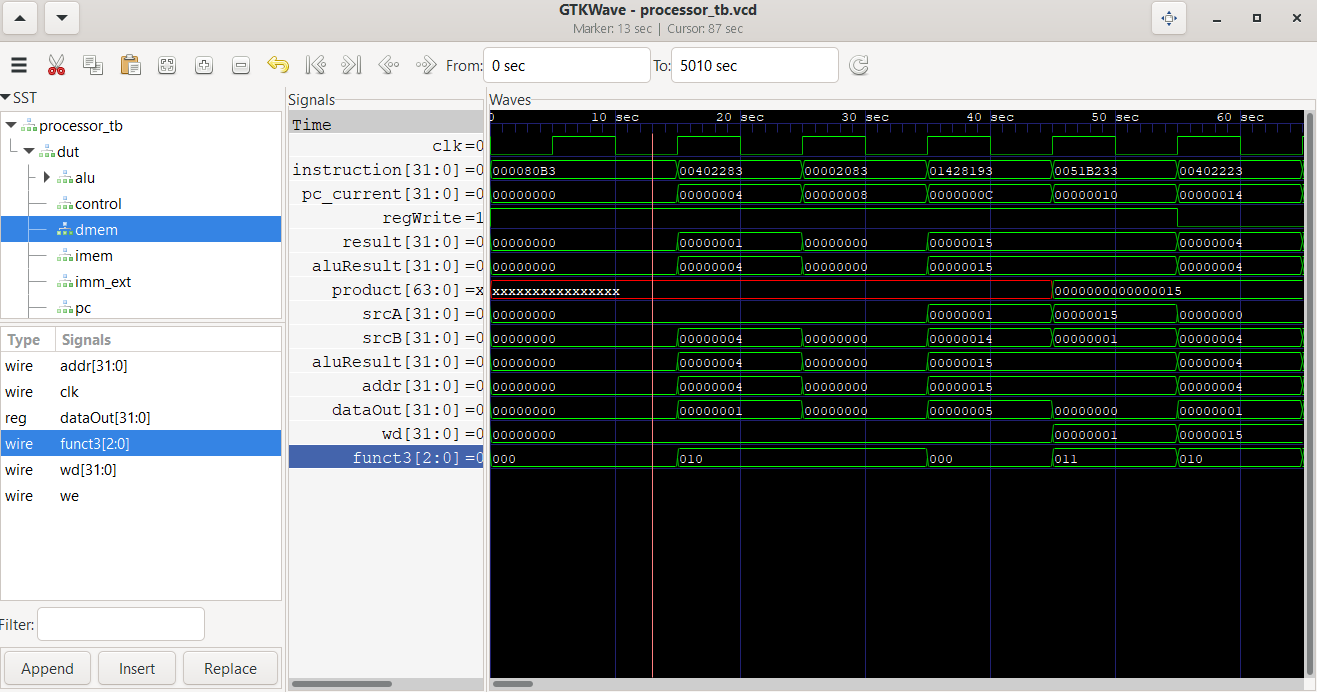 GTKWave - processor_tb.vcd
Marker: 13 sec | Cursor: 87 sec
From: 0 sec To: 5010 sec
SST
processor_tb
dut
alu
control
dmem
imem
imm_ext
pc
Type Signals
wire addr[31:0]
wire clk
reg dataOut[31:0]
wire funct3[2:0]
wire wd[31:0]
wire we
Filter:
Append Insert Replace
Signals
Time
clk=0
instruction[31:0]=0
pc_current[31:0]=0
regWrite=1
result[31:0]=0
aluResult[31:0]=0
product[63:0]=x
srcA[31:0]=0
srcB[31:0]=0
aluResult[31:0]=0
addr[31:0]=0
dataOut[31:0]=0
wd[31:0]=0
funct3[2:0]=0
Waves
0 10 sec 20 sec 30 sec 40 sec 50 sec 60 sec
000080B3 00402283 00002083 01428193 0051B233 00402223
00000000 00000004 00000008 0000000C 00000010 00000014
00000000 00000001 00000000 00000015 00000004
00000000 00000004 00000000 00000015 00000004
xxxxxxxxxxxxxxxx 0000000000000015
00000000 00000001 00000015 00000000
00000000 00000004 00000000 00000014 00000001 00000004
00000000 00000004 00000000 00000015 00000004
00000000 00000004 00000000 00000015 00000004
00000000 00000001 00000000 00000005 00000000 00000001
00000000 00000001 00000015
000 010 000 011 010